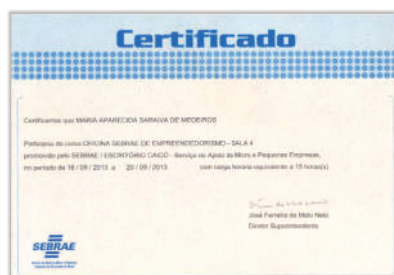 Certificado
Certificamos que MARIA APARECIDA SARAIVA DE MEDEIROS
Participou do curso OFICINA SEBRAE DE EMPREENDEDORISMO - SALA 4
promovido pelo SEBRAE / ESCRITÓRIO CAICÓ - Serviço de Apoio às Micro e Pequenas Empresas,
no período de 16 / 09 / 2013 a 20 / 09 / 2013 com carga horária equivalente a 15 horas(s)
José Ferreira de Melo Neto
Diretor Superintendente
SEBRAE